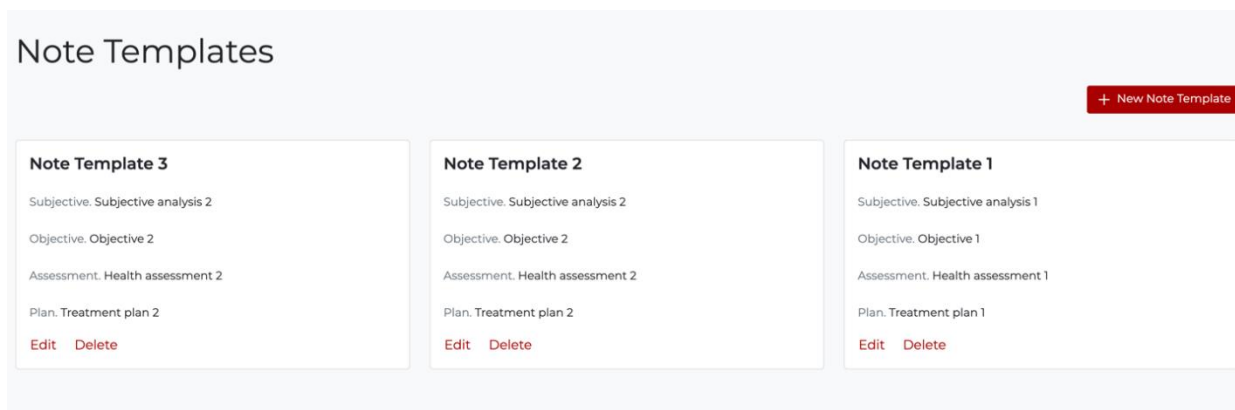 Note Templates
+ New Note Template
Note Template 3
Subjective. Subjective analysis 2
Objective. Objective 2
Assessment. Health assessment 2
Plan. Treatment plan 2
Edit Delete
Note Template 2
Subjective. Subjective analysis 2
Objective. Objective 2
Assessment. Health assessment 2
Plan. Treatment plan 2
Edit Delete
Note Template 1
Subjective. Subjective analysis 1
Objective. Objective 1
Assessment. Health assessment 1
Plan. Treatment plan 1
Edit Delete